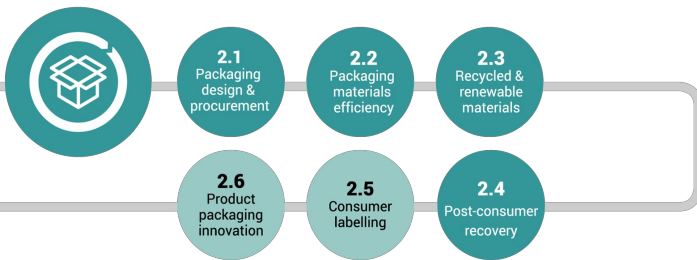 2.1
Packaging
design &
procurement
2.2
Packaging
materials
efficiency
2.3
Recycled &
renewable
materials
2.4
Post-consumer
recovery
2.5
Consumer
labelling
2.6
Product
packaging
innovation